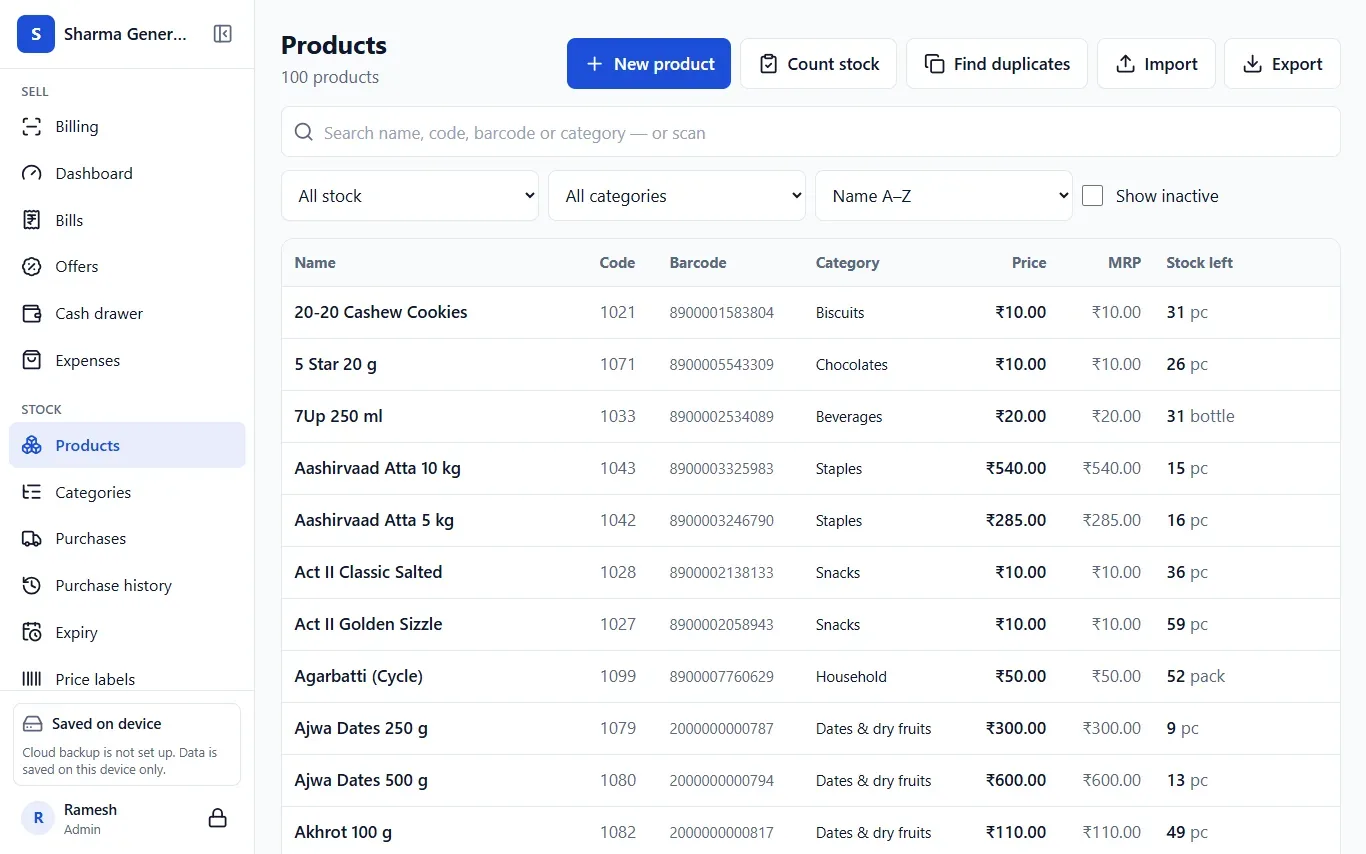 S Sharma Gener...
SELL
Billing
Dashboard
Bills
Offers
Cash drawer
Expenses
STOCK
Products
Categories
Purchases
Purchase history
Expiry
Price labels
Saved on device
Cloud backup is not set up. Data is
saved on this device only.
R Ramesh
Admin
Products
100 products
New product
Count stock
Find duplicates
Import
Export
Search name, code, barcode or category — or scan
All stock
All categories
Name A–Z
Show inactive
Name Code Barcode Category Price MRP Stock left
20-20 Cashew Cookies 1021 8900001583804 Biscuits ₹10.00 ₹10.00 31 pc
5 Star 20 g 1071 8900005543309 Chocolates ₹10.00 ₹10.00 26 pc
7Up 250 ml 1033 8900002534089 Beverages ₹20.00 ₹20.00 31 bottle
Aashirvaad Atta 10 kg 1043 8900003325983 Staples ₹540.00 ₹540.00 15 pc
Aashirvaad Atta 5 kg 1042 8900003246790 Staples ₹285.00 ₹285.00 16 pc
Act II Classic Salted 1028 8900002138133 Snacks ₹10.00 ₹10.00 36 pc
Act II Golden Sizzle 1027 8900002058943 Snacks ₹10.00 ₹10.00 59 pc
Agarbatti (Cycle) 1099 8900007760629 Household ₹50.00 ₹50.00 52 pack
Ajwa Dates 250 g 1079 2000000000787 Dates & dry fruits ₹300.00 ₹300.00 9 pc
Ajwa Dates 500 g 1080 2000000000794 Dates & dry fruits ₹600.00 ₹600.00 13 pc
Akhrot 100 g 1082 2000000000817 Dates & dry fruits ₹110.00 ₹110.00 49 pc